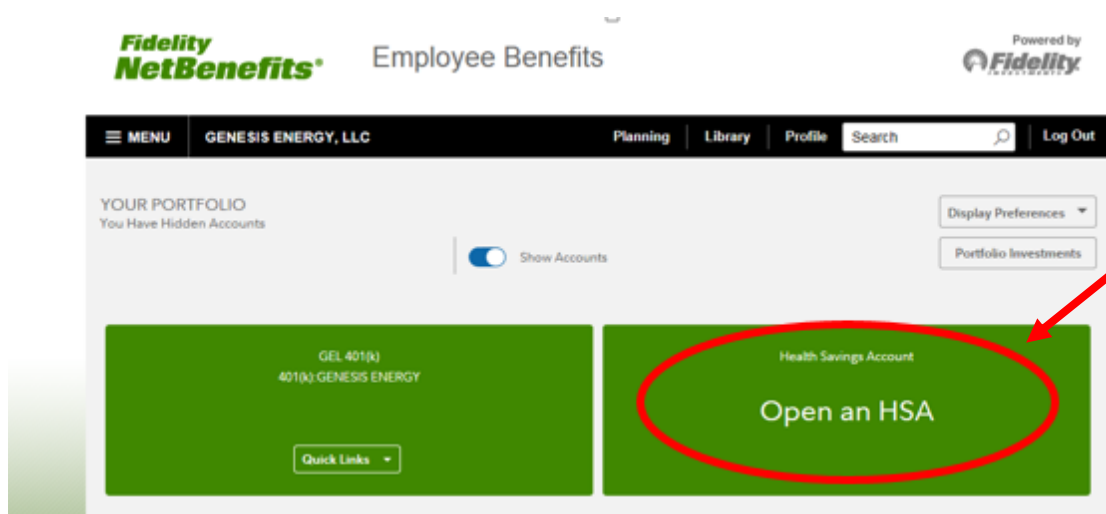 Fidelity
NetBenefits®
Employee Benefits
Powered by
Fidelity
INVESTMENTS
MENU
GENESIS ENERGY, LLC
Planning
Library
Profile
Search
Log Out
YOUR PORTFOLIO
You Have Hidden Accounts
Display Preferences
Show Accounts
Portfolio Investments
GEL 401(k)
401(k):GENESIS ENERGY
Quick Links
Health Savings Account
Open an HSA